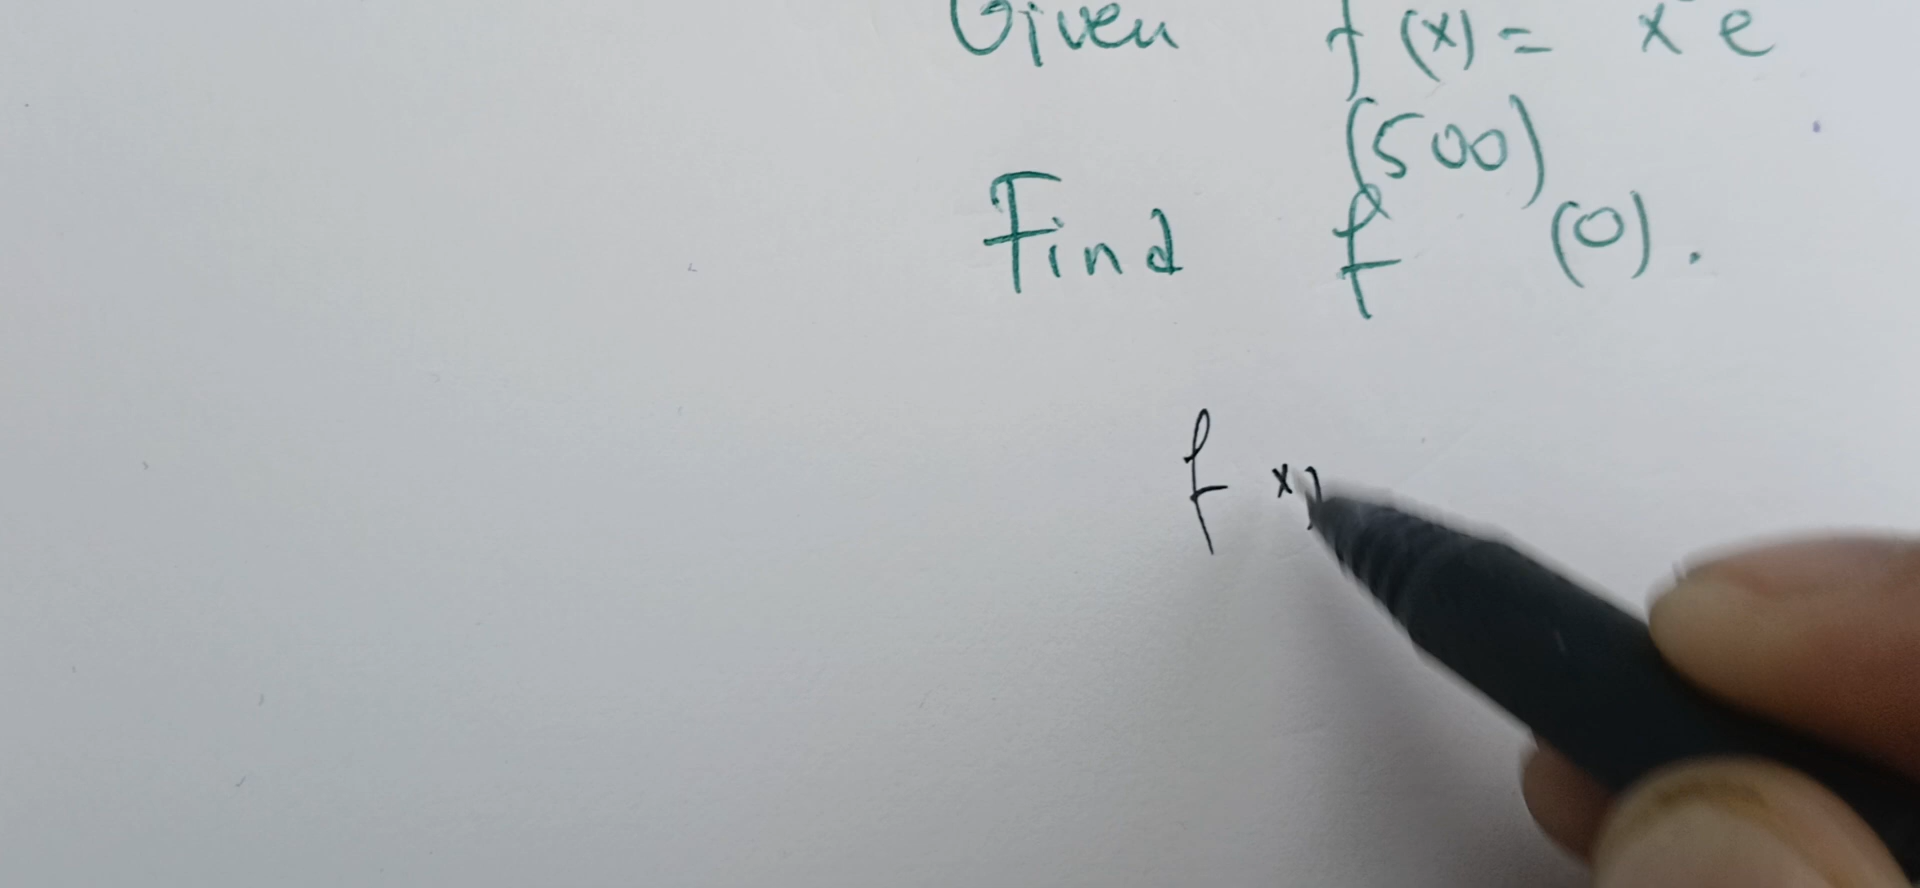 Given f(x) = x e
Find f^(500) (0).
f x)